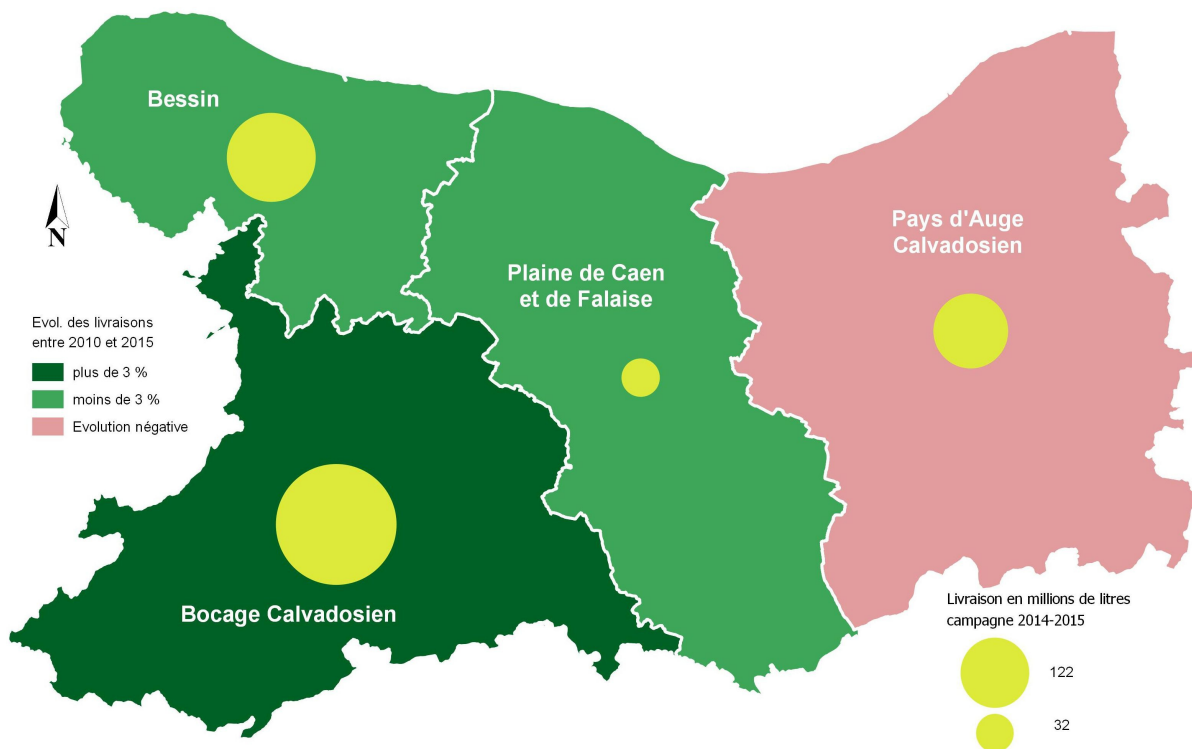 Bessin
Pays d'Auge
Calvadosien
Plaine de Caen
et de Falaise
N
Evol. des livraisons
entre 2010 et 2015
plus de 3 %
moins de 3 %
Evolution négative
Bocage Calvadosien
Livraison en millions de litres
campagne 2014-2015
122
32